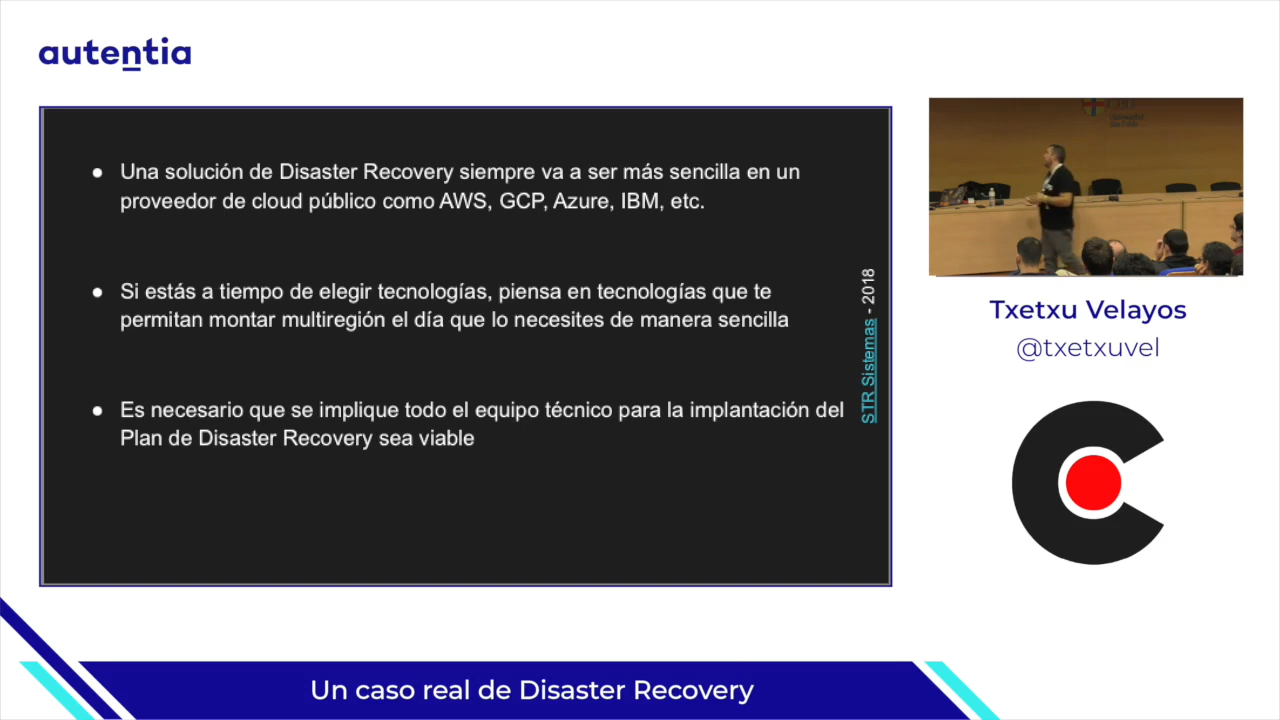 autentia
Una solución de Disaster Recovery siempre va a ser más sencilla en un
proveedor de cloud público como AWS, GCP, Azure, IBM, etc.
Si estás a tiempo de elegir tecnologías, piensa en tecnologías que te
permitan montar multiregión el día que lo necesites de manera sencilla
Es necesario que se implique todo el equipo técnico para la implantación del
Plan de Disaster Recovery sea viable
STR Sistemas - 2018
Txetxu Velayos
@txetxuvel
Un caso real de Disaster Recovery